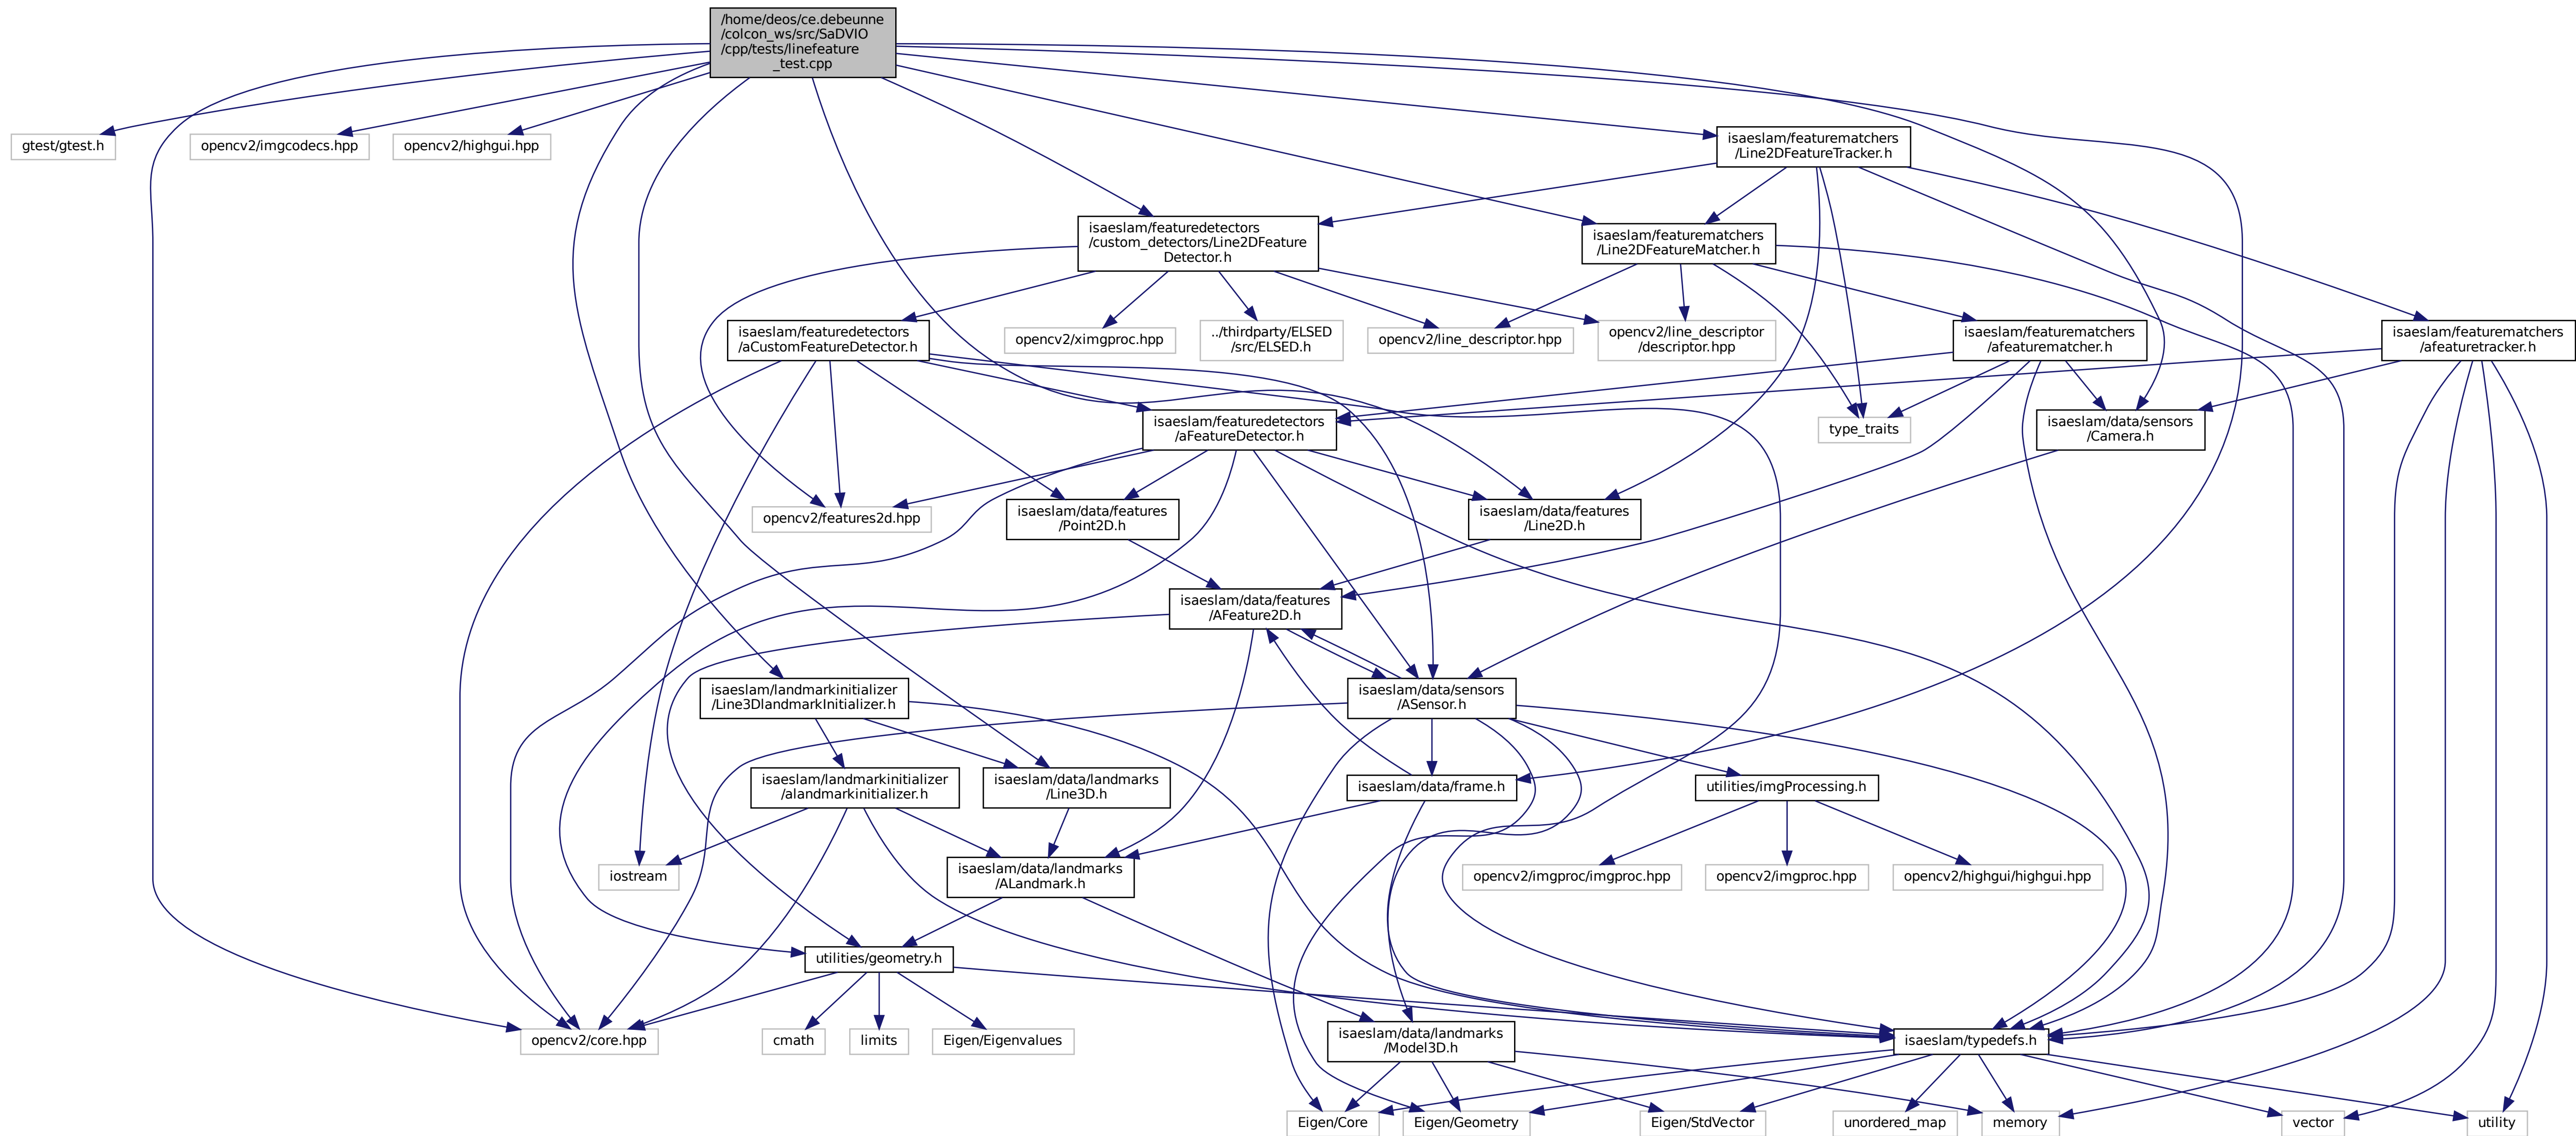 /home/deos/ce.debeunne
/colcon_ws/src/SaDVIO
/cpp/tests/linefeature
_test.cpp
gtest/gtest.h
opencv2/imgcodecs.hpp
opencv2/highgui.hpp
isaeslam/featurematchers
/Line2DFeatureTracker.h
isaeslam/featuredetectors
/custom_detectors/Line2DFeature
Detector.h
isaeslam/featurematchers
/Line2DFeatureMatcher.h
isaeslam/featuredetectors
/aCustomFeatureDetector.h
opencv2/ximgproc.hpp
../thirdparty/ELSED
/src/ELSED.h
opencv2/line_descriptor.hpp
opencv2/line_descriptor
/descriptor.hpp
isaeslam/featurematchers
/afeaturematcher.h
isaeslam/featurematchers
/afeaturetracker.h
isaeslam/featuredetectors
/aFeatureDetector.h
type_traits
isaeslam/data/sensors
/Camera.h
opencv2/features2d.hpp
isaeslam/data/features
/Point2D.h
isaeslam/data/features
/Line2D.h
isaeslam/data/features
/AFeature2D.h
isaeslam/landmarkinitializer
/Line3DlandmarkInitializer.h
isaeslam/data/sensors
/ASensor.h
isaeslam/landmarkinitializer
/alandmarkinitializer.h
isaeslam/data/landmarks
/Line3D.h
isaeslam/data/frame.h
utilities/imgProcessing.h
iostream
isaeslam/data/landmarks
/ALandmark.h
opencv2/imgproc/imgproc.hpp
opencv2/imgproc.hpp
opencv2/highgui/highgui.hpp
utilities/geometry.h
opencv2/core.hpp
cmath
limits
Eigen/Eigenvalues
isaeslam/data/landmarks
/Model3D.h
isaeslam/typedefs.h
Eigen/Core
Eigen/Geometry
Eigen/StdVector
unordered_map
memory
vector
utility